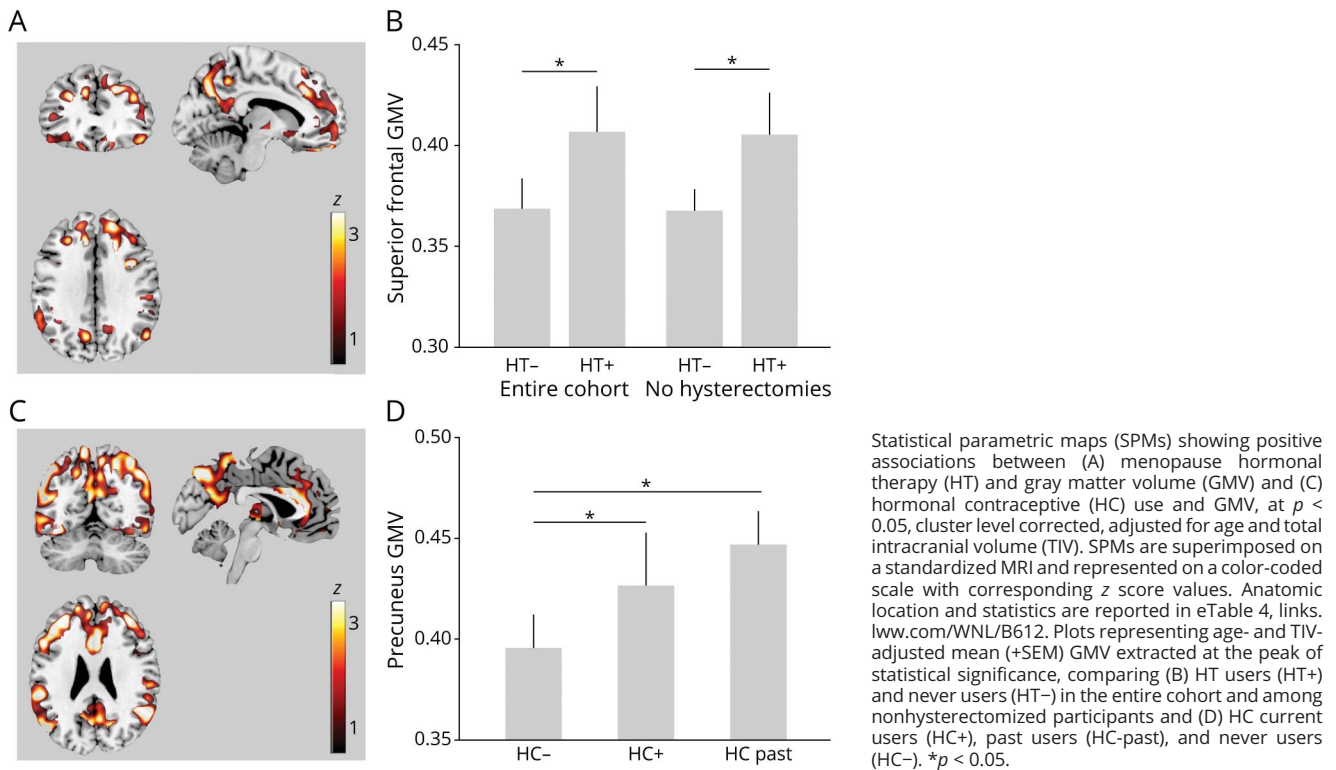 A
z
3
1
B
Superior frontal GMV
0.45
0.40
0.35
0.30
*
*
HT–
HT+
HT–
HT+
Entire cohort
No hysterectomies
C
z
3
1
D
Precuneus GMV
0.50
0.45
0.40
0.35
*
*
HC–
HC+
HC past
Statistical parametric maps (SPMs) showing positive
associations between (A) menopause hormonal
therapy (HT) and gray matter volume (GMV) and (C)
hormonal contraceptive (HC) use and GMV, at p <
0.05, cluster level corrected, adjusted for age and total
intracranial volume (TIV). SPMs are superimposed on
a standardized MRI and represented on a color-coded
scale with corresponding z score values. Anatomic
location and statistics are reported in eTable 4, links.
lww.com/WNL/B612. Plots representing age- and TIV-
adjusted mean (+SEM) GMV extracted at the peak of
statistical significance, comparing (B) HT users (HT+)
and never users (HT−) in the entire cohort and among
nonhysterectomized participants and (D) HC current
users (HC+), past users (HC-past), and never users
(HC−). *p < 0.05.